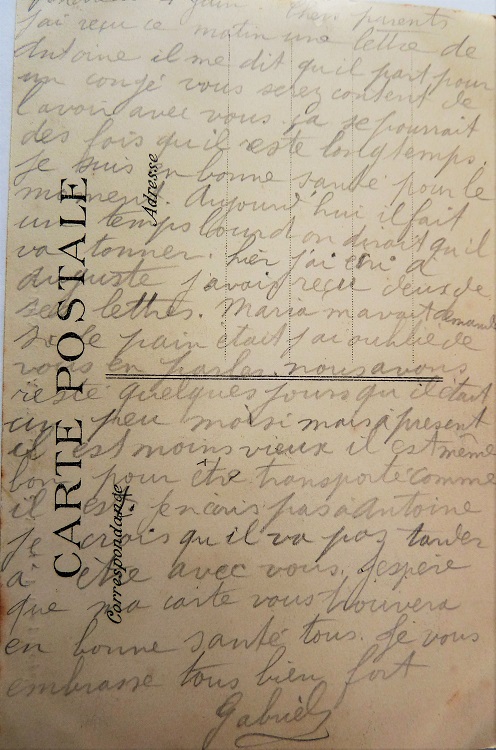 4 juin. Chers parents
j'ai reçu ce matin une lettre de
Antoine il me dit qu'il part pour
un congé vous serez content de
l'avoir avec vous. ça se pourrait
des fois qu'il este longtemps.
je suis en bonne santé pour le
moment. Aujourd'hui il fait
un temps lourd on dirait qu'il
va tonner. hier j'ai écri a
auguste j'avais reçu deux de
ses lettres. Maria m'avait demandé
si le pain était j'ai oublié de
vous en parler. nous avons
resté quelques jours qu'il était
un peu moisi mais a présent
il est moins vieux il est même
bon pour être transporté comme
il est. j'en écris pas a Antoine
je crois qu'il va pas tarder
a être avec vous. j'espère
que ma carte vous trouvera
en bonne santé tous. Je vous
embrasse tous bien fort
Gabriel
CARTE POSTALE
Correspondance
Adresse